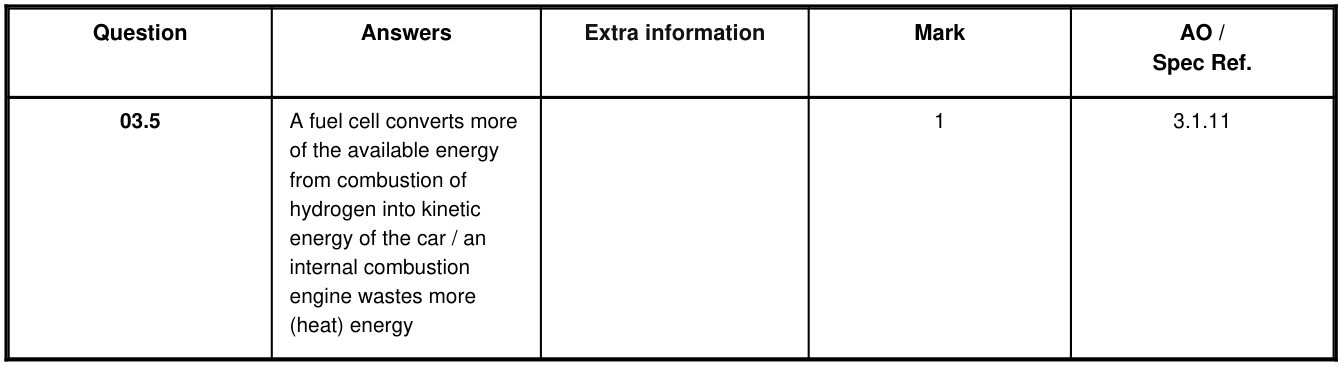 Question Answers Extra information Mark AO /
Spec Ref.
03.5 A fuel cell converts more 1 3.1.11
of the available energy
from combustion of
hydrogen into kinetic
energy of the car / an
internal combustion
engine wastes more
(heat) energy